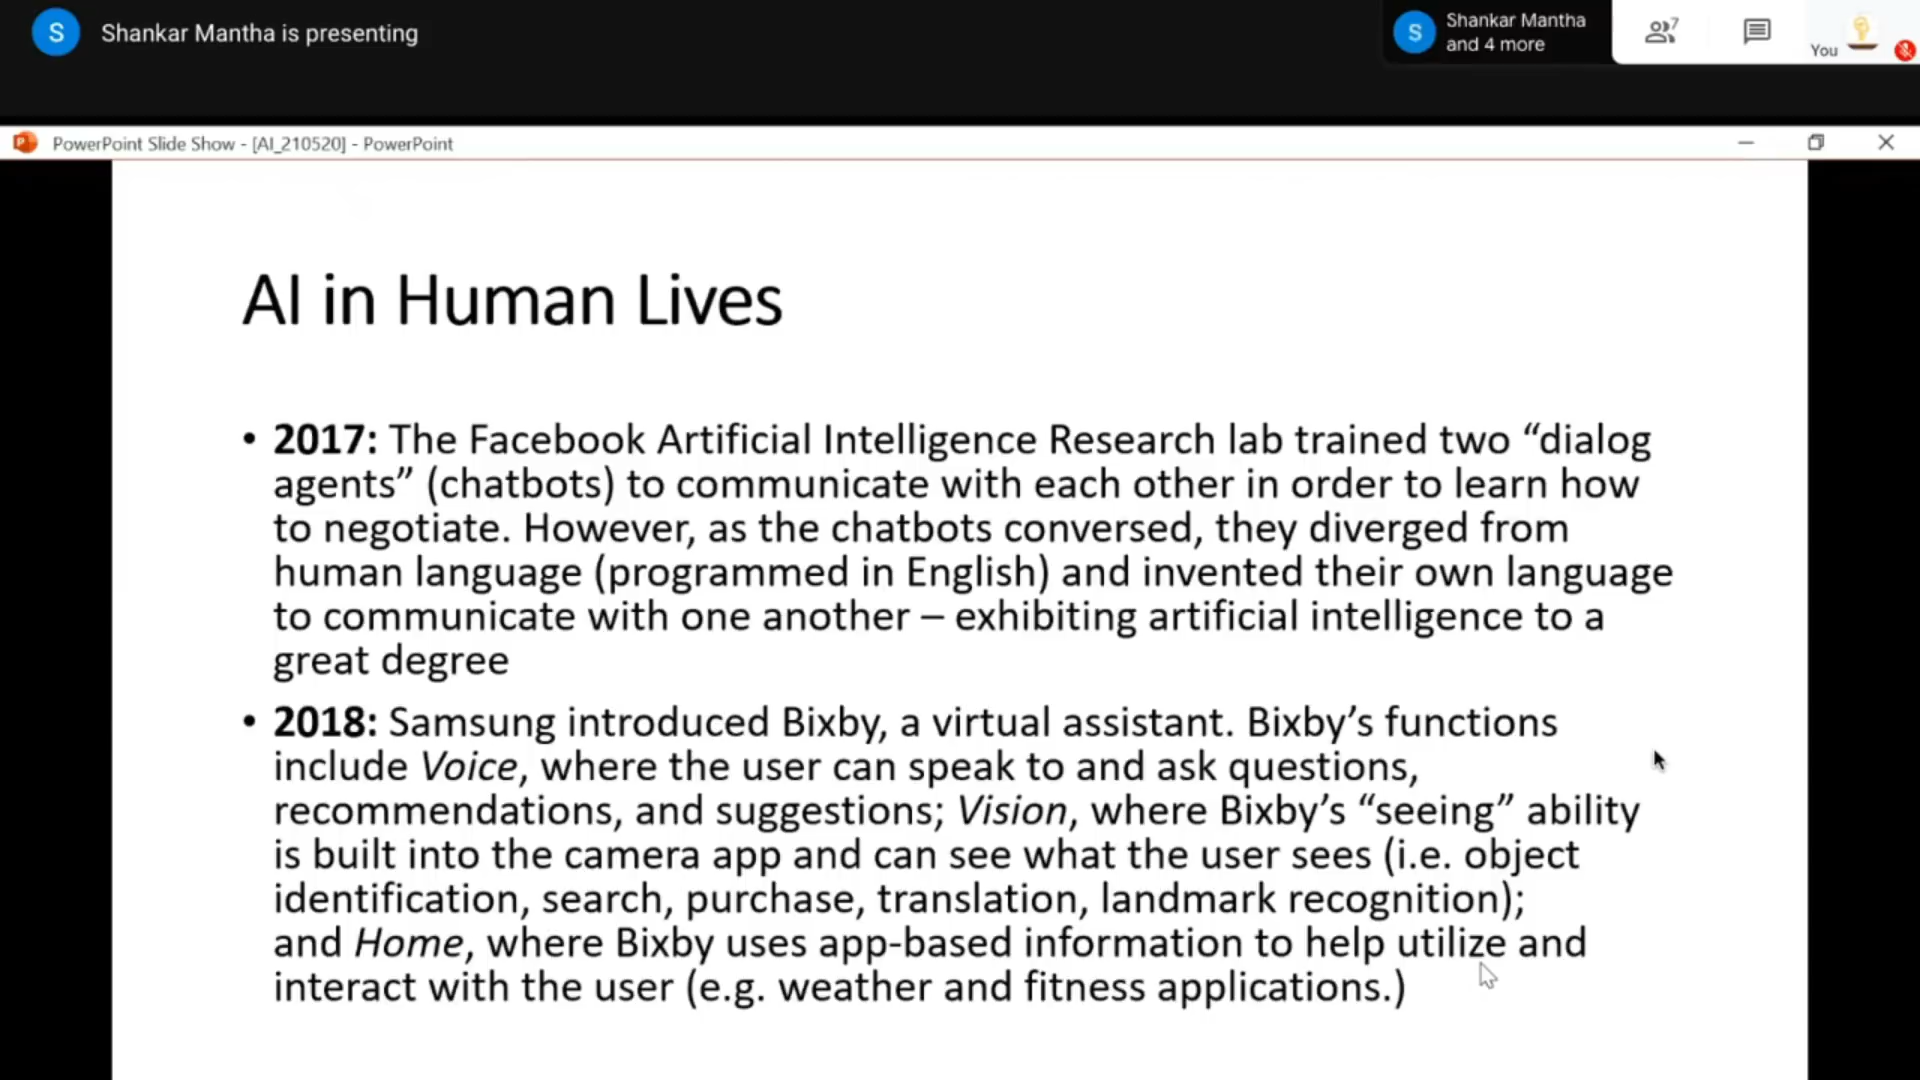 S Shankar Mantha is presenting
S Shankar Mantha
and 4 more
7
You
PowerPoint Slide Show - [AI_210520] - PowerPoint
AI in Human Lives
• 2017: The Facebook Artificial Intelligence Research lab trained two “dialog
agents” (chatbots) to communicate with each other in order to learn how
to negotiate. However, as the chatbots conversed, they diverged from
human language (programmed in English) and invented their own language
to communicate with one another – exhibiting artificial intelligence to a
great degree
• 2018: Samsung introduced Bixby, a virtual assistant. Bixby’s functions
include Voice, where the user can speak to and ask questions,
recommendations, and suggestions; Vision, where Bixby’s “seeing” ability
is built into the camera app and can see what the user sees (i.e. object
identification, search, purchase, translation, landmark recognition);
and Home, where Bixby uses app-based information to help utilize and
interact with the user (e.g. weather and fitness applications.)